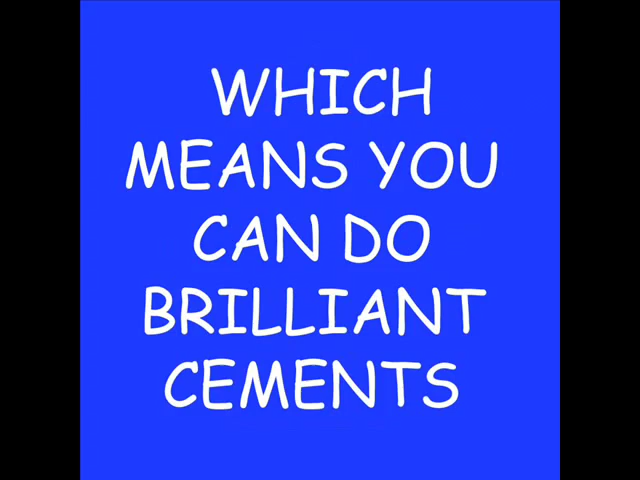 WHICH
MEANS YOU
CAN DO
BRILLIANT
CEMENTS